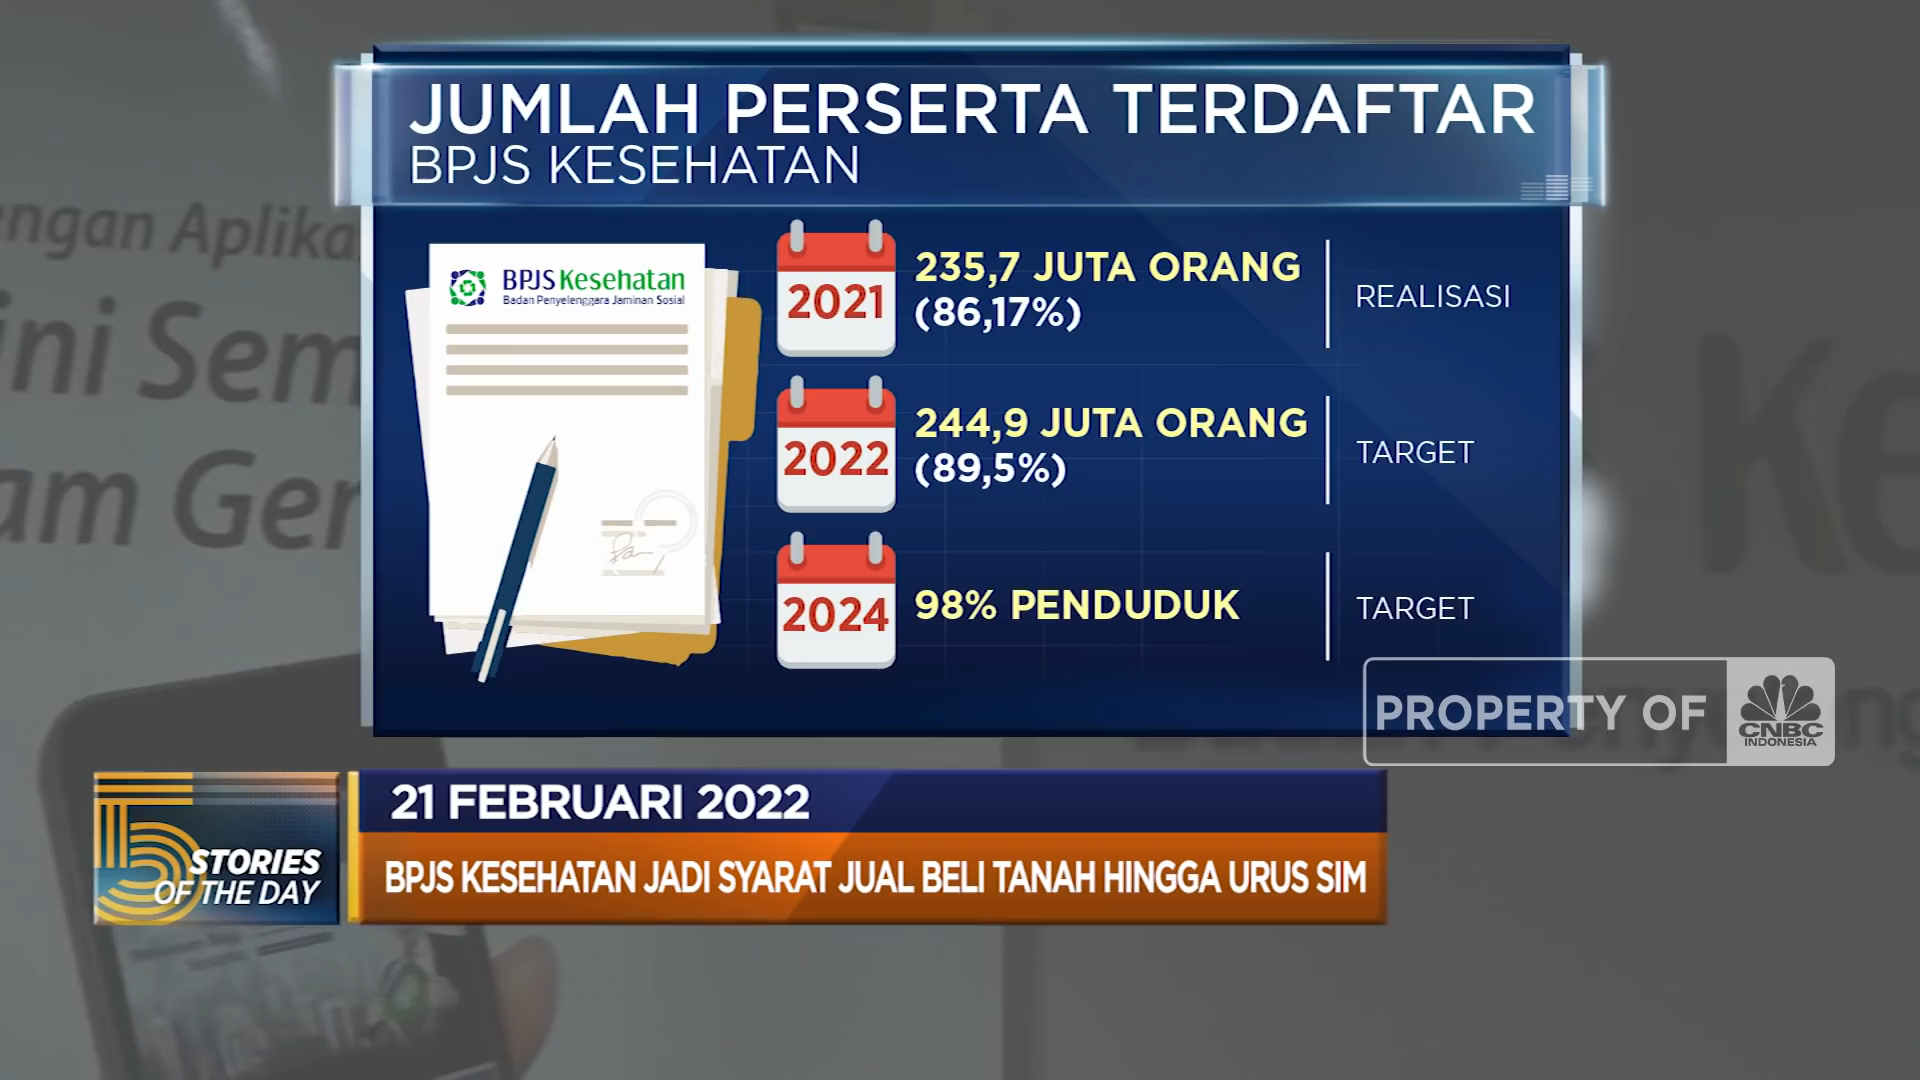 JUMLAH PERSERTA TERDAFTAR
BPJS KESEHATAN
BPJS Kesehatan
Badan Penyelenggara Jaminan Sosial
2021
235,7 JUTA ORANG
(86,17%)
REALISASI
2022
244,9 JUTA ORANG
(89,5%)
TARGET
2024
98% PENDUDUK
TARGET
PROPERTY OF
CNBC
INDONESIA
5 STORIES
OF THE DAY
21 FEBRUARI 2022
BPJS KESEHATAN JADI SYARAT JUAL BELI TANAH HINGGA URUS SIM